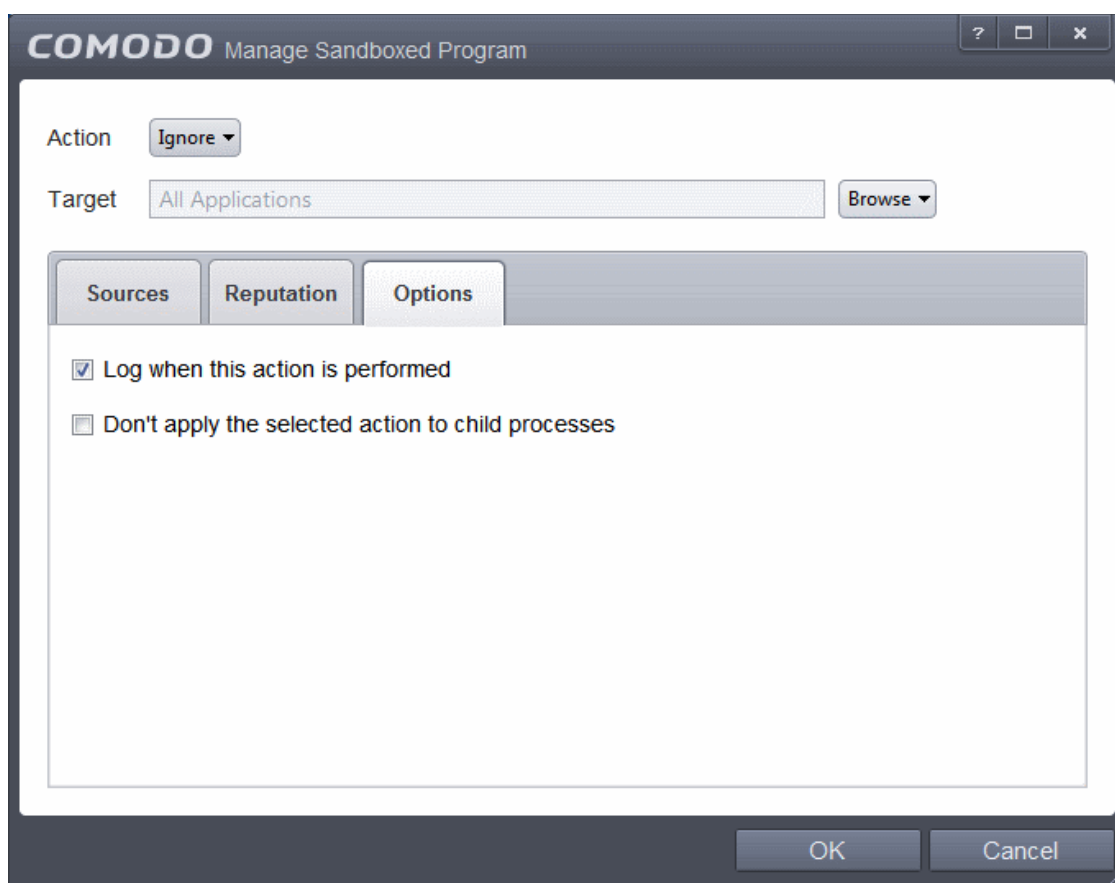 COMODO Manage Sandboxed Program
?
Action Ignore
Target All Applications Browse
Sources Reputation Options
Log when this action is performed
Don't apply the selected action to child processes
OK Cancel